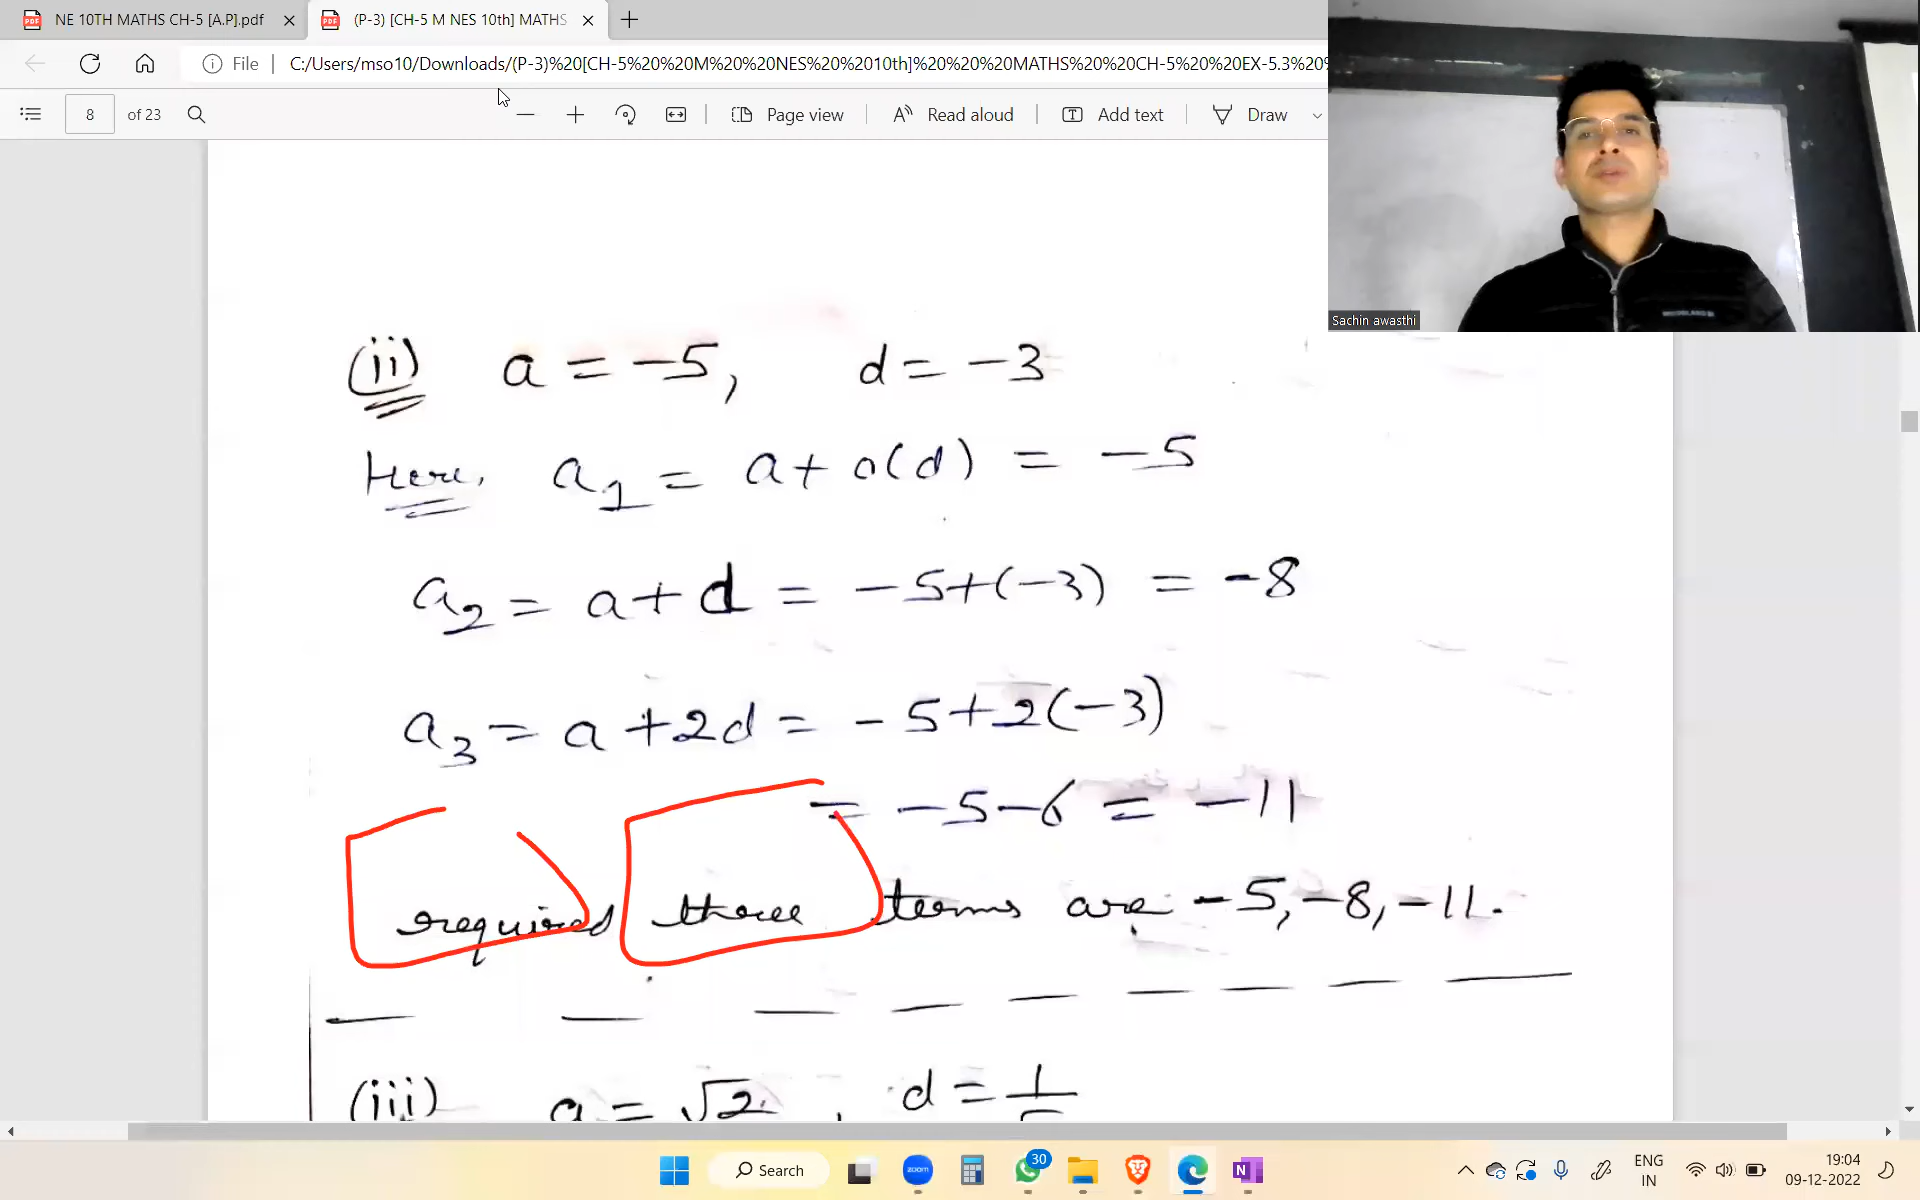 NE 10TH MATHS CH-5 [A.P].pdf
(P-3) [CH-5 M NES 10th] MATHS
File
C:/Users/mso10/Downloads/(P-3)%20[CH-5%20%20M%20%20NES%20%2010th]%20%20%20MATHS%20%20CH-5%20%20EX-5.3%20%
8 of 23
Page view
Read aloud
Add text
Draw
Sachin awasthi
(ii) a = -5, d = -3
Here, a1 = a + 0(d) = -5
a2 = a + d = -5+(-3) = -8
a3 = a + 2d = -5+2(-3)
= -5-6 = -11
required three terms are -5, -8, -11.
(iii) a = √2, d = 1
Search
zoom
30
N
ENG
IN
19:04
09-12-2022